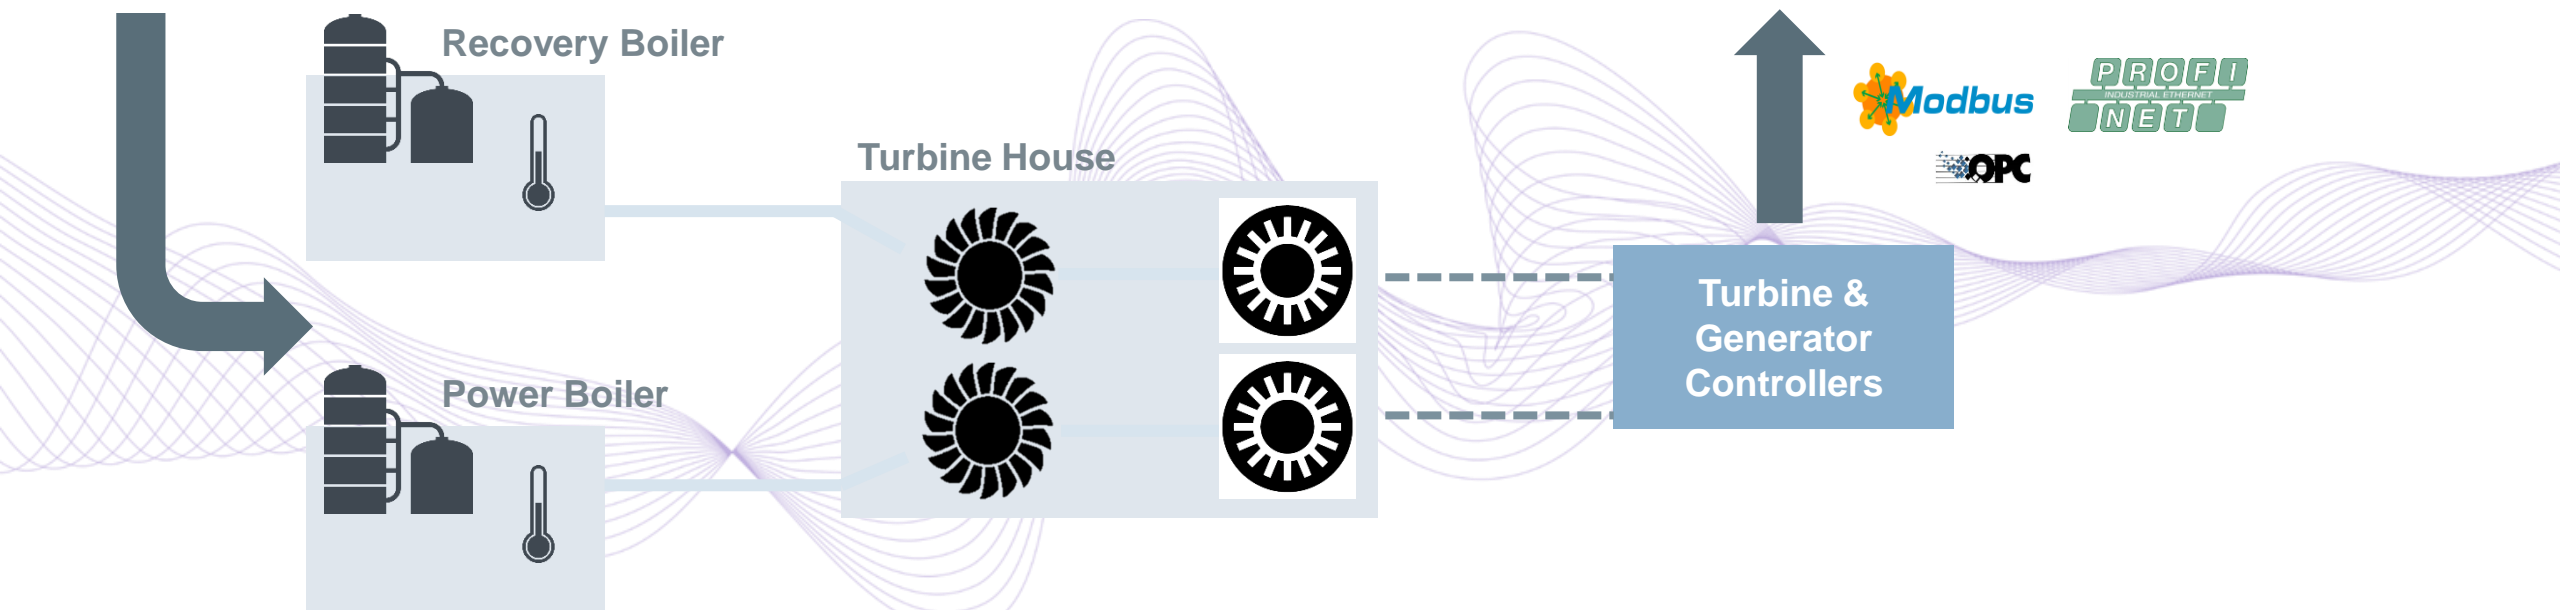 Recovery Boiler
Modbus
PROFI
INDUSTRIAL ETHERNET
NET
Turbine House
OPC
Turbine &
Generator
Controllers
Power Boiler